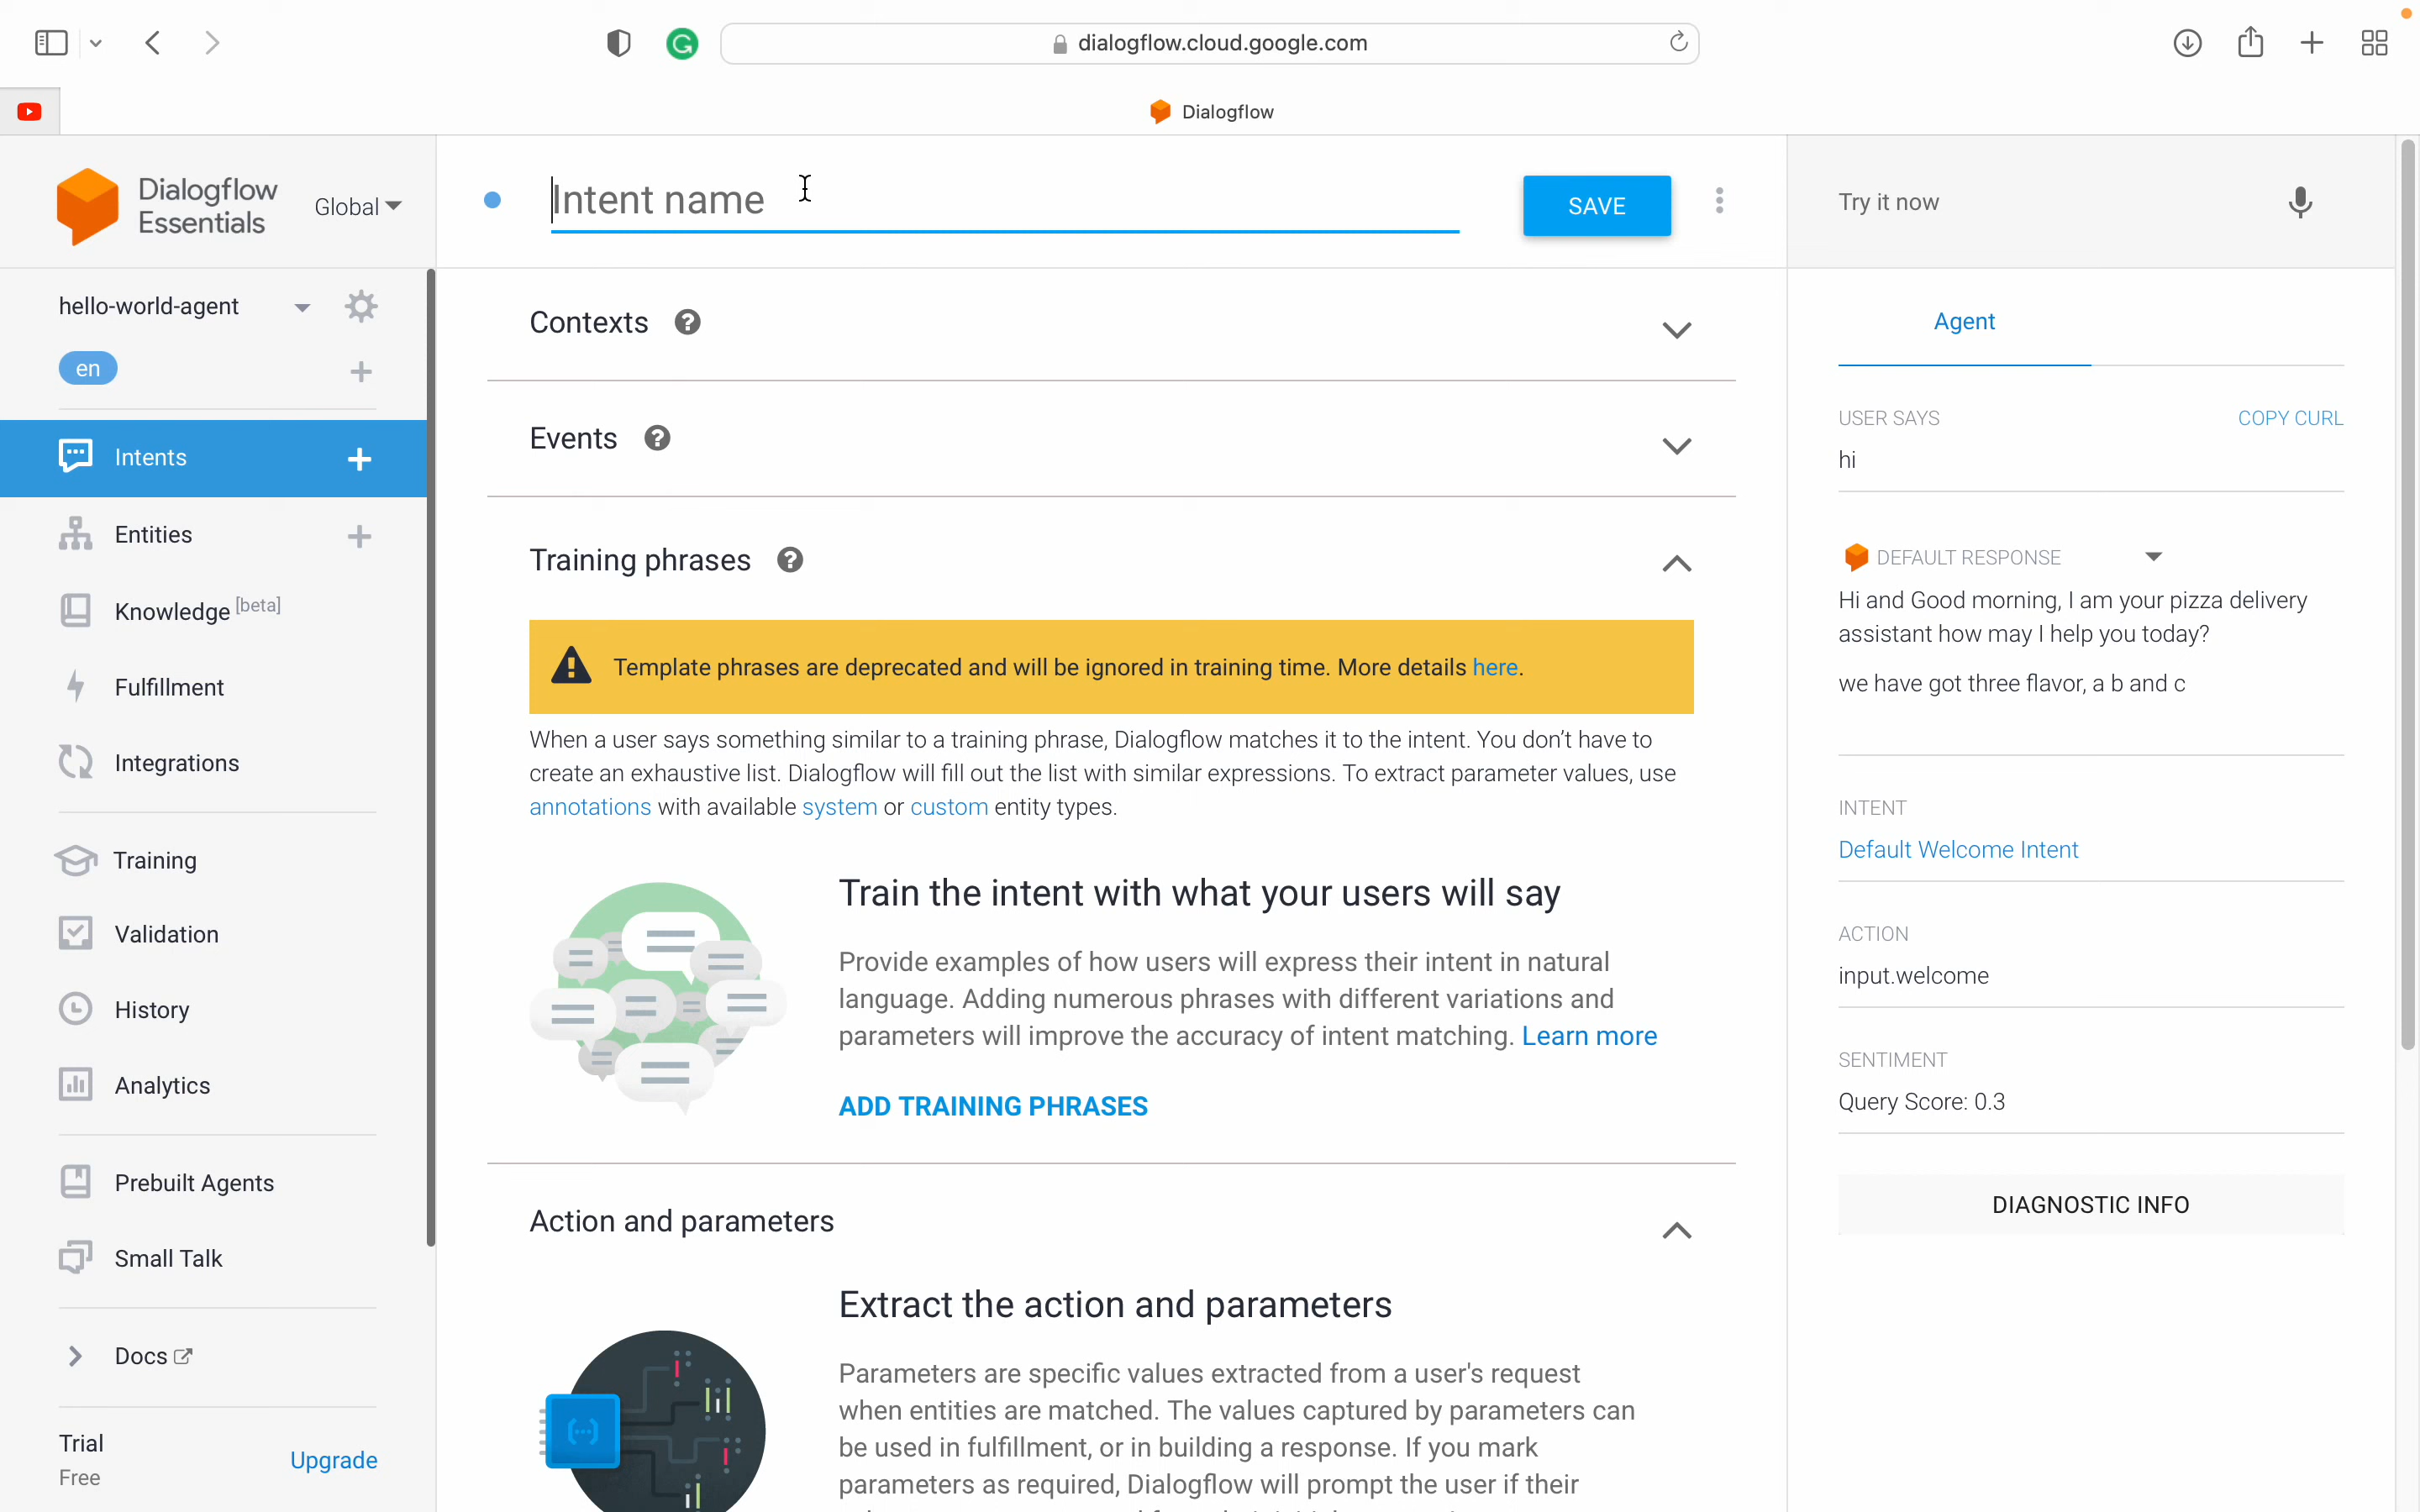 dialogflow.cloud.google.com
Dialogflow
Dialogflow
Essentials
Global
hello-world-agent
en
Intents
Entities
Knowledge [beta]
Fulfillment
Integrations
Training
Validation
History
Analytics
Prebuilt Agents
Small Talk
Docs
Trial
Free
Upgrade
Intent name
SAVE
Contexts
Events
Training phrases
Template phrases are deprecated and will be ignored in training time. More details here.
When a user says something similar to a training phrase, Dialogflow matches it to the intent. You don't have to
create an exhaustive list. Dialogflow will fill out the list with similar expressions. To extract parameter values, use
annotations with available system or custom entity types.
Train the intent with what your users will say
Provide examples of how users will express their intent in natural
language. Adding numerous phrases with different variations and
parameters will improve the accuracy of intent matching. Learn more
ADD TRAINING PHRASES
Action and parameters
Extract the action and parameters
Parameters are specific values extracted from a user's request
when entities are matched. The values captured by parameters can
be used in fulfillment, or in building a response. If you mark
parameters as required, Dialogflow will prompt the user if their
Try it now
Agent
USER SAYS
COPY CURL
hi
DEFAULT RESPONSE
Hi and Good morning, I am your pizza delivery
assistant how may I help you today?
we have got three flavor, a b and c
INTENT
Default Welcome Intent
ACTION
input.welcome
SENTIMENT
Query Score: 0.3
DIAGNOSTIC INFO